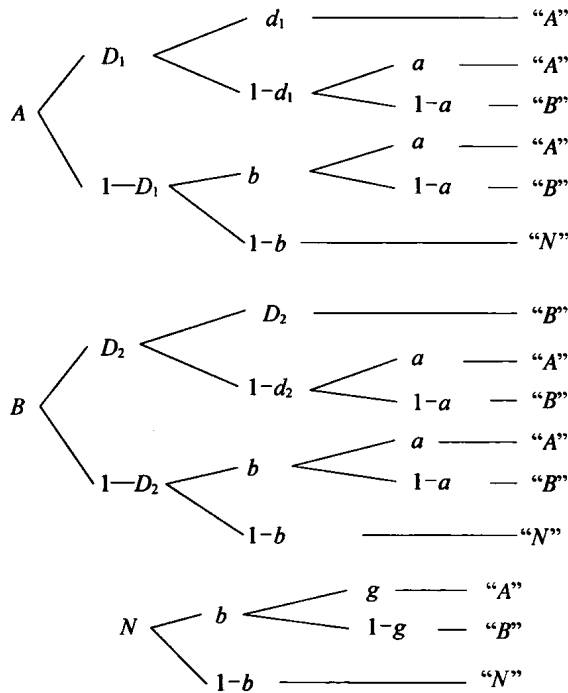 d₁ “A”
D₁ a “A”
1-d₁
1-a “B”
A
a “A”
1—D₁ b
1-a “B”
1-b “N”
D₂ “B”
D₂ a “A”
1-d₂
1-a “B”
B
a “A”
b
1—D₂ 1-a “B”
1-b “N”
g “A”
b
N 1-g “B”
1-b “N”